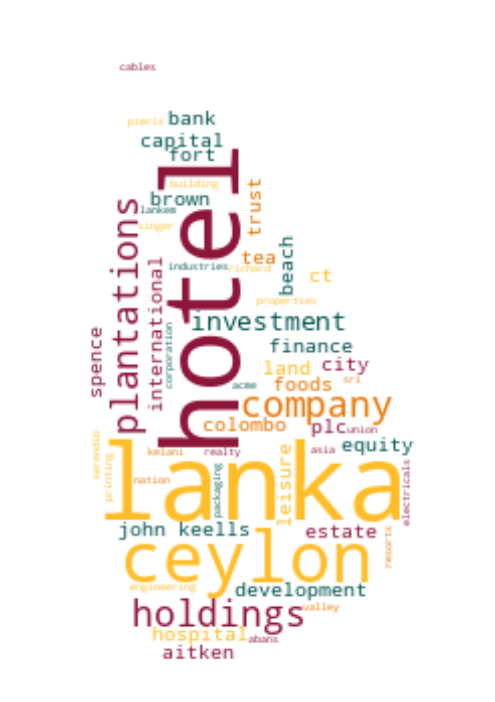 cables
pieris
bank
capital
fort
hotel
building
trust
brown
plantations
lankem
singer
beach
tea
international
industries
richard
ct
properties
investment
corporation
spence
finance
land
city
acme
foods
sri
company
colombo
plc
union
equity
serendib
lanka
kelani
realty
leisure
asia
printing
nation
packaging
electricals
john keells
estate
resorts
ceylon
engineering
development
holdings
valley
hospital
abans
aitken